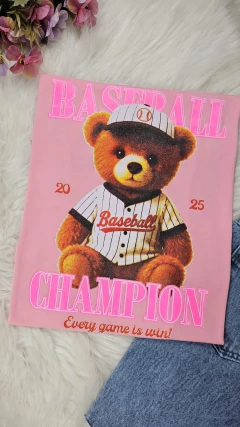 BASEBALL
20 25
Baseball
CHAMPION
Every game is win!